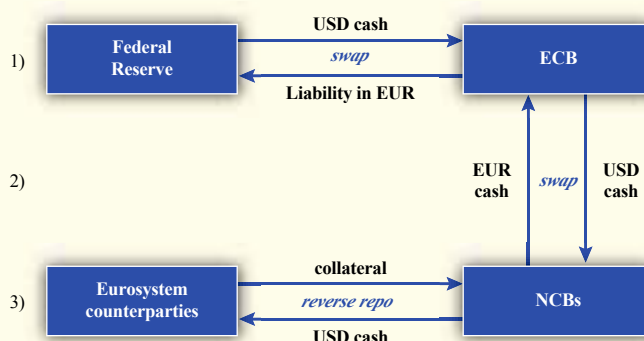 USD cash
Federal
Reserve
1)
swap
ECB
Liability in EUR
EUR
cash
swap
USD
cash
2)
collateral
Eurosystem
counterparties
3)
reverse repo
NCBs
USD cash